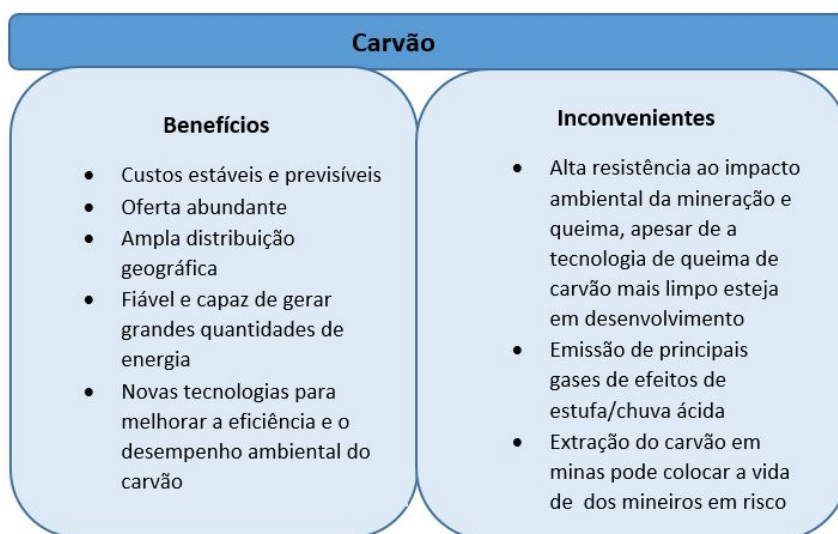 Carvão
Benefícios
• Custos estáveis e previsíveis
• Oferta abundante
• Ampla distribuição
geográfica
• Fiável e capaz de gerar
grandes quantidades de
energia
• Novas tecnologias para
melhorar a eficiência e o
desempenho ambiental do
carvão
Inconvenientes
• Alta resistência ao impacto
ambiental da mineração e
queima, apesar de a
tecnologia de queima de
carvão mais limpo esteja
em desenvolvimento
• Emissão de principais
gases de efeitos de
estufa/chuva ácida
• Extração do carvão em
minas pode colocar a vida
de dos mineiros em risco